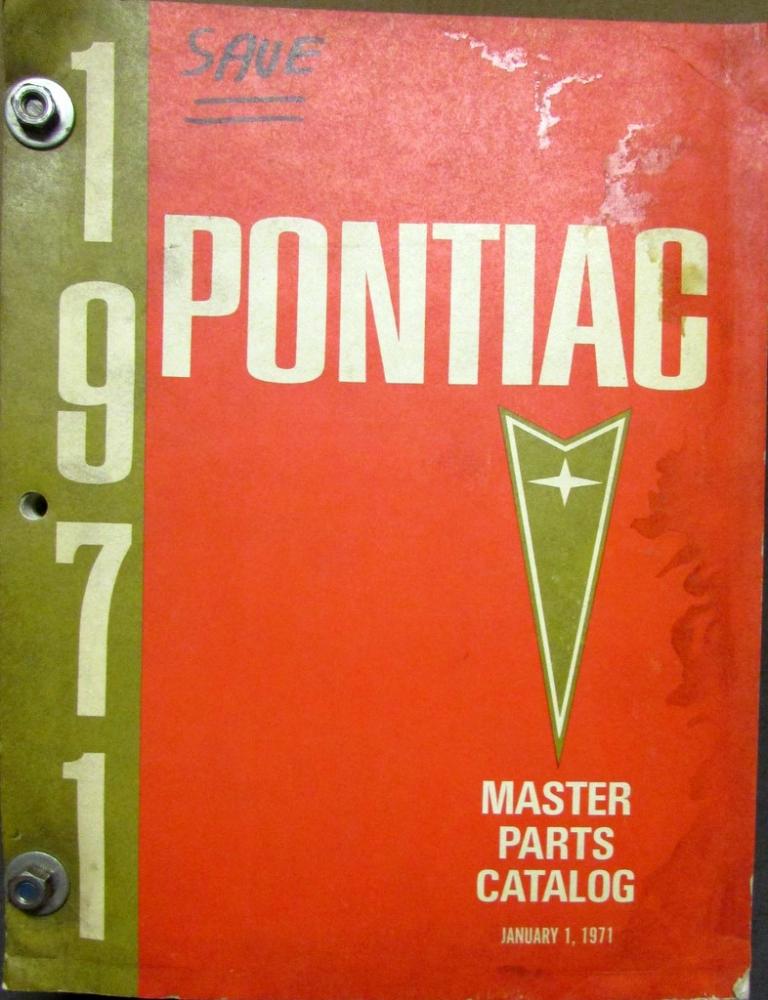 SAVE
1971
PONTIAC
MASTER
PARTS
CATALOG
JANUARY 1, 1971